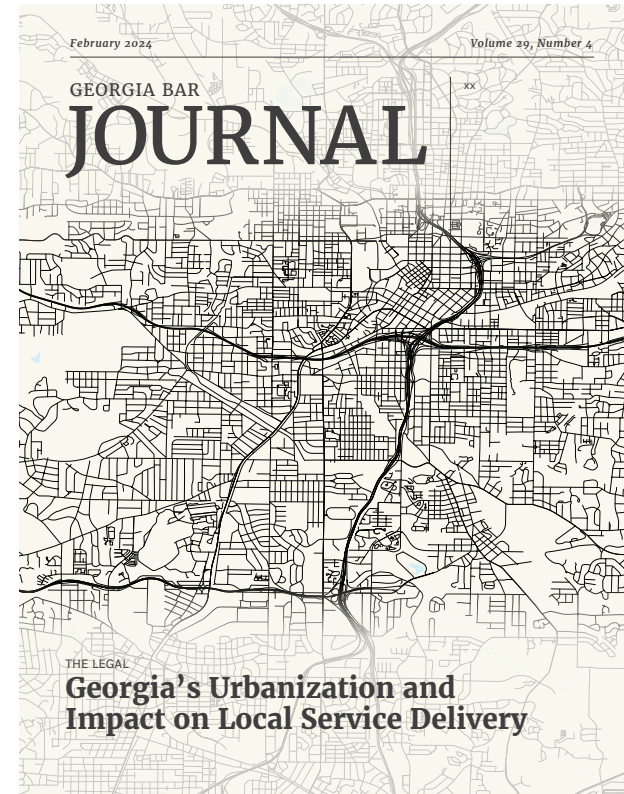 February 2024
Volume 29, Number 4
GEORGIA BAR
xx
JOURNAL
THE LEGAL
Georgia’s Urbanization and
Impact on Local Service Delivery